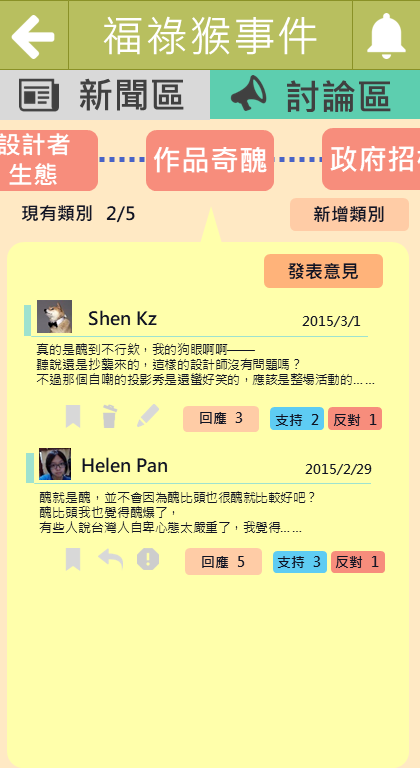 福祿猴事件
新聞區
討論區
設計者
生態
作品奇醜
政府招
現有類別 2/5
新增類別
發表意見
Shen Kz
2015/3/1
真的是醜到不行欸，我的狗眼啊啊——
聽說還是抄襲來的，這樣的設計師沒有問題嗎？
不過那個自嘲的投影秀是還蠻好笑的，應該是整場活動的……
回應 3
支持 2
反對 1
Helen Pan
2015/2/29
醜就是醜，並不會因為醜比頭也很醜就比較好吧？
醜比頭我也覺得醜爆了，
有些人說台灣人自卑心態太嚴重了，我覺得……
回應 5
支持 3
反對 1